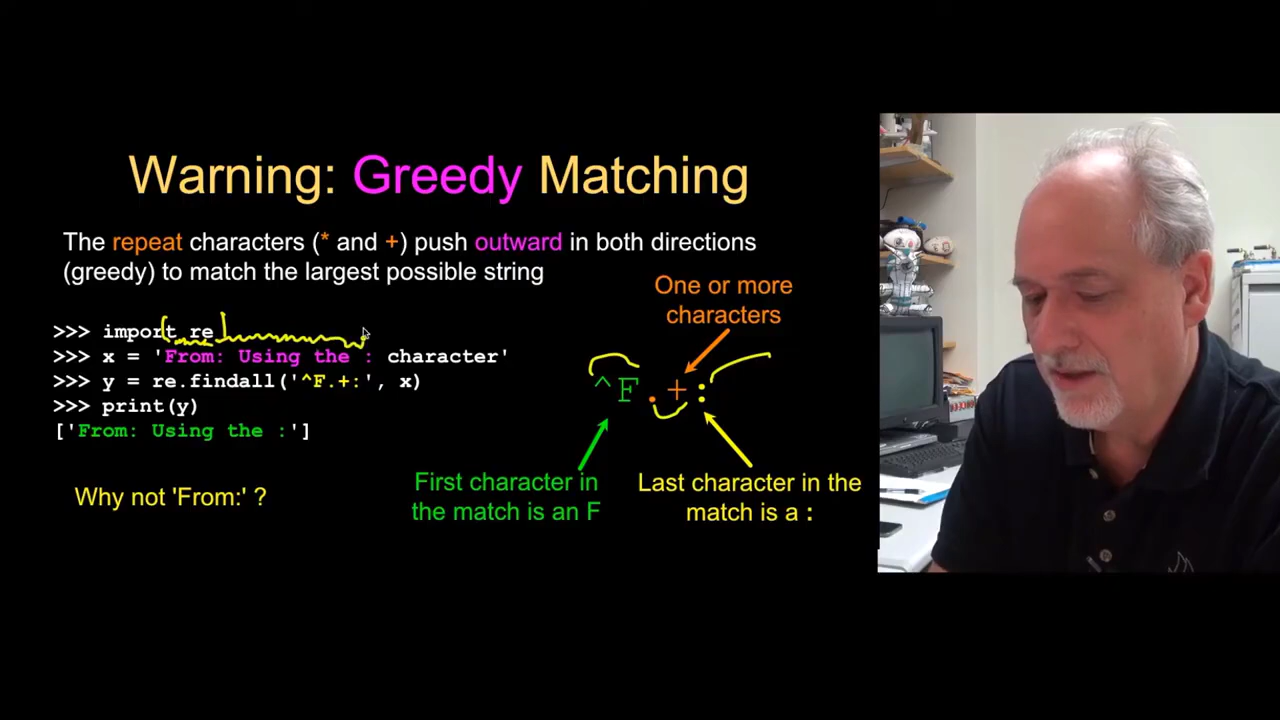 Warning: Greedy Matching
The repeat characters (* and +) push outward in both directions
(greedy) to match the largest possible string
>>> import re
>>> x = 'From: Using the : character'
>>> y = re.findall('^F.+:', x)
>>> print(y)
['From: Using the :']
Why not 'From:' ?
One or more
characters
^F.+:
First character in
the match is an F
Last character in the
match is a :